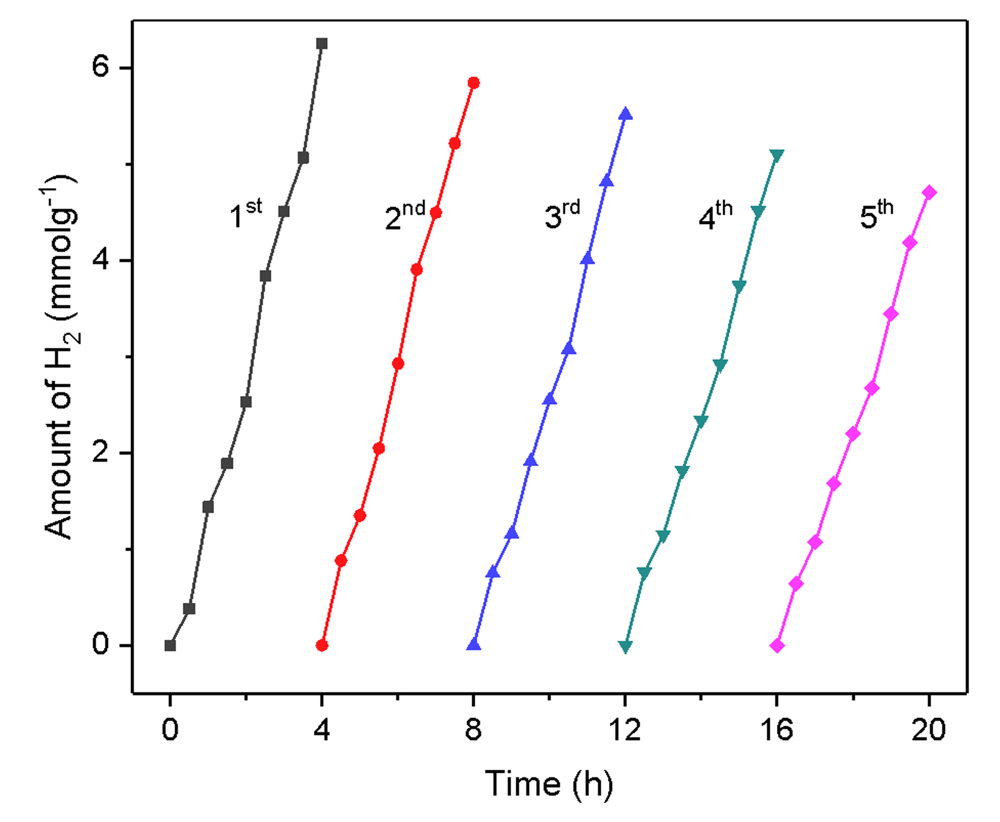 6
4
2
0
Amount of H₂ (mmolg⁻¹)
1ˢᵗ 2ⁿᵈ 3ʳᵈ 4ᵗʰ 5ᵗʰ
0 4 8 12 16 20
Time (h)